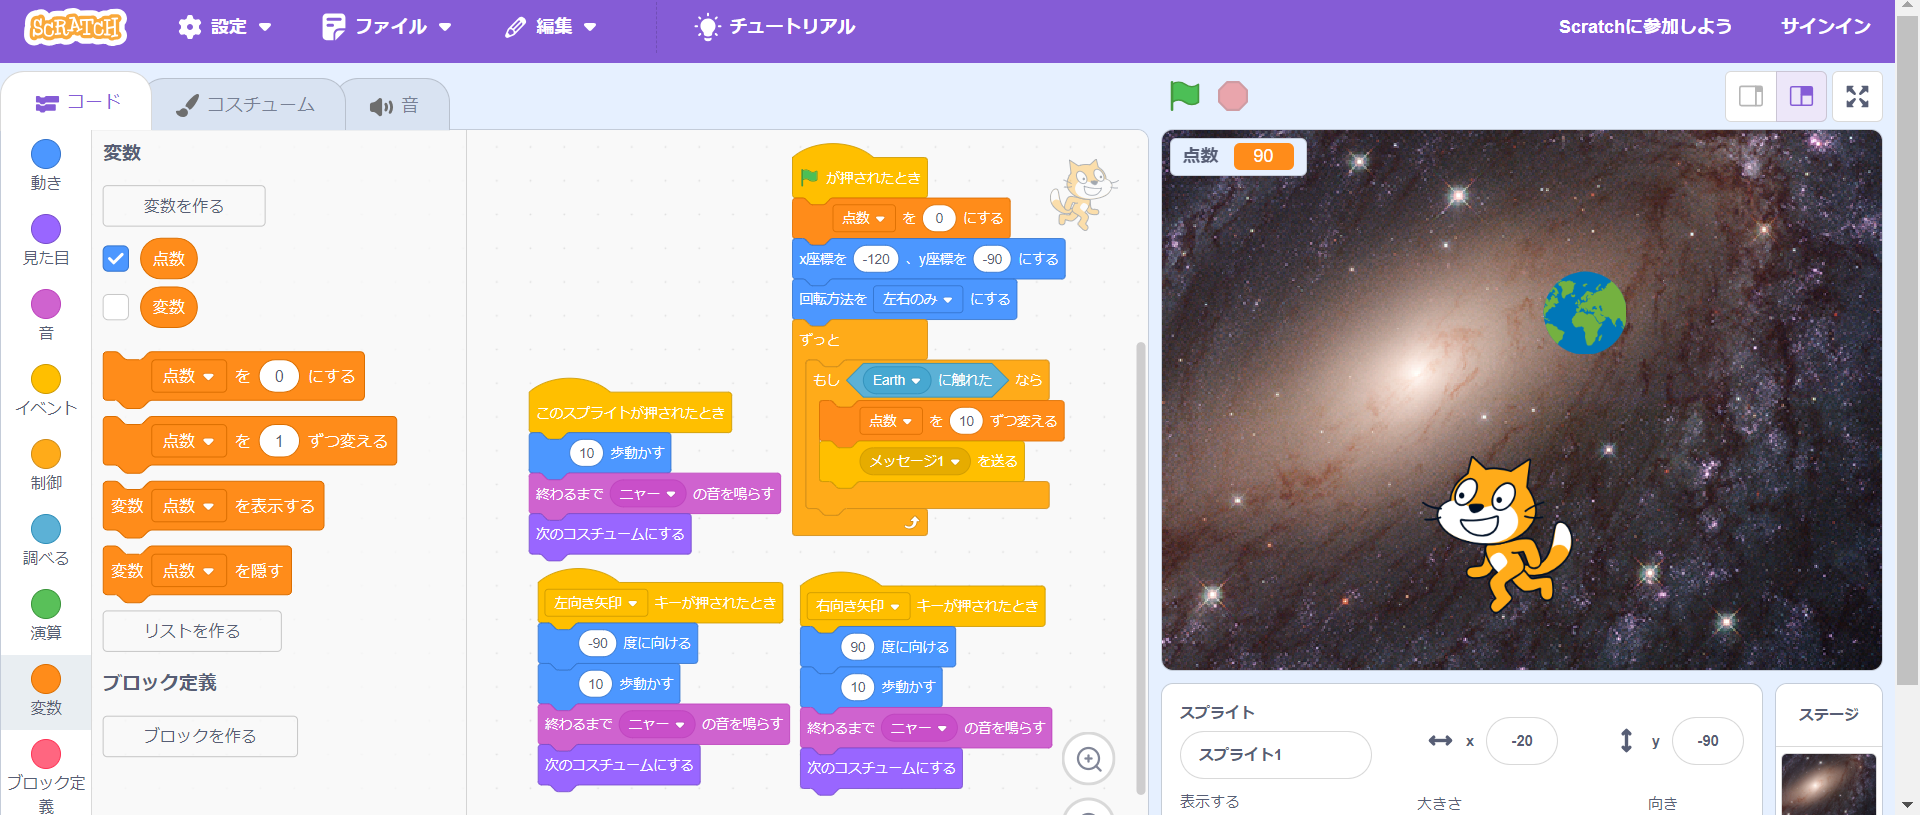 SCRATCH
設定
ファイル
編集
チュートリアル
Scratchに参加しよう
サインイン
コード
コスチューム
音
動き
見た目
音
イベント
制御
調べる
演算
変数
ブロック定
義
変数
変数を作る
点数
変数
点数 を 0 にする
点数 を 1 ずつ変える
変数 点数 を表示する
変数 点数 を隠す
リストを作る
ブロック定義
ブロックを作る
が押されたとき
点数 を 0 にする
x座標を -120 、y座標を -90 にする
回転方法を 左右のみ にする
ずっと
もし Earth に触れた なら
点数 を 10 ずつ変える
メッセージ1 を送る
このスプライトが押されたとき
10 歩動かす
終わるまで ニャー の音を鳴らす
次のコスチュームにする
左向き矢印 キーが押されたとき
-90 度に向ける
10 歩動かす
終わるまで ニャー の音を鳴らす
次のコスチュームにする
右向き矢印 キーが押されたとき
90 度に向ける
10 歩動かす
終わるまで ニャー の音を鳴らす
次のコスチュームにする
点数 90
スプライト
スプライト1
x -20
y -90
表示する
大きさ
向き
ステージ